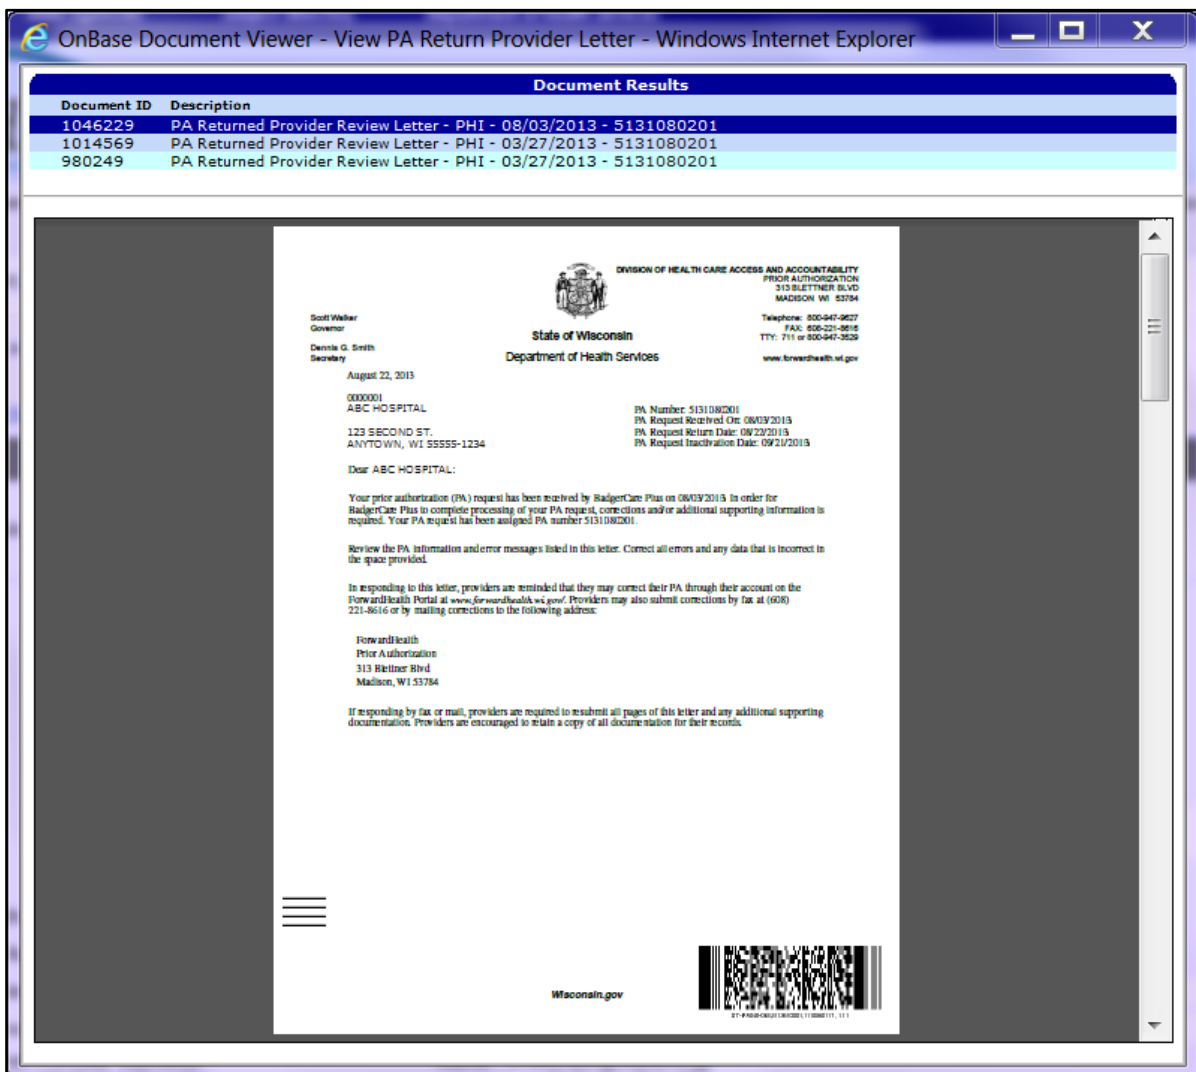 OnBase Document Viewer - View PA Return Provider Letter - Windows Internet Explorer
Document Results
Document ID Description
1046229 PA Returned Provider Review Letter - PHI - 08/03/2013 - 5131080201
1014569 PA Returned Provider Review Letter - PHI - 03/27/2013 - 5131080201
980249 PA Returned Provider Review Letter - PHI - 03/27/2013 - 5131080201
DIVISION OF HEALTH CARE ACCESS AND ACCOUNTABILITY
PRIOR AUTHORIZATION
313 BLETTNER BLVD
MADISON WI 53784
Scott Walker
Governor
Dennis G. Smith
Secretary
State of Wisconsin
Department of Health Services
Telephone: 800-947-9627
FAX: 608-221-8616
TTY: 711 or 800-947-3529
www.forwardhealth.wi.gov
August 22, 2013
0000001
ABC HOSPITAL
123 SECOND ST.
ANYTOWN, WI 55555-1234
PA Number: 5131080201
PA Request Received On: 08/03/2013
PA Request Return Date: 08/22/2013
PA Request Inactivation Date: 09/21/2013
Dear ABC HOSPITAL:
Your prior authorization (PA) request has been received by BadgerCare Plus on 08/03/2013. In order for
BadgerCare Plus to complete processing of your PA request, corrections and/or additional supporting information is
required. Your PA request has been assigned PA number 5131080201.
Review the PA information and error messages listed in this letter. Correct all errors and any data that is incorrect in
the space provided.
In responding to this letter, providers are reminded that they may correct their PA through their account on the
ForwardHealth Portal at www.forwardhealth.wi.gov/. Providers may also submit corrections by fax at (608)
221-8616 or by mailing corrections to the following address:
ForwardHealth
Prior Authorization
313 Blettner Blvd
Madison, WI 53784
If responding by fax or mail, providers are required to resubmit all pages of this letter and any additional supporting
documentation. Providers are encouraged to retain a copy of all documentation for their records.
Wisconsin.gov